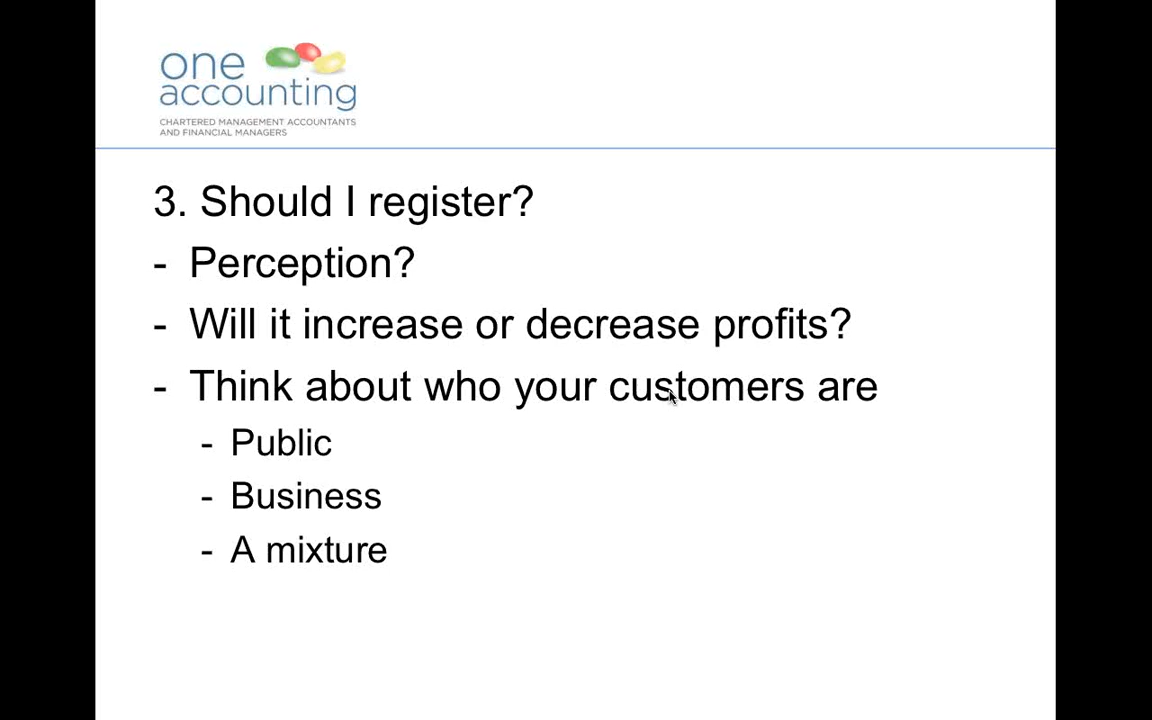 one
accounting
CHARTERED MANAGEMENT ACCOUNTANTS
AND FINANCIAL MANAGERS
3. Should I register?
- Perception?
- Will it increase or decrease profits?
- Think about who your customers are
- Public
- Business
- A mixture